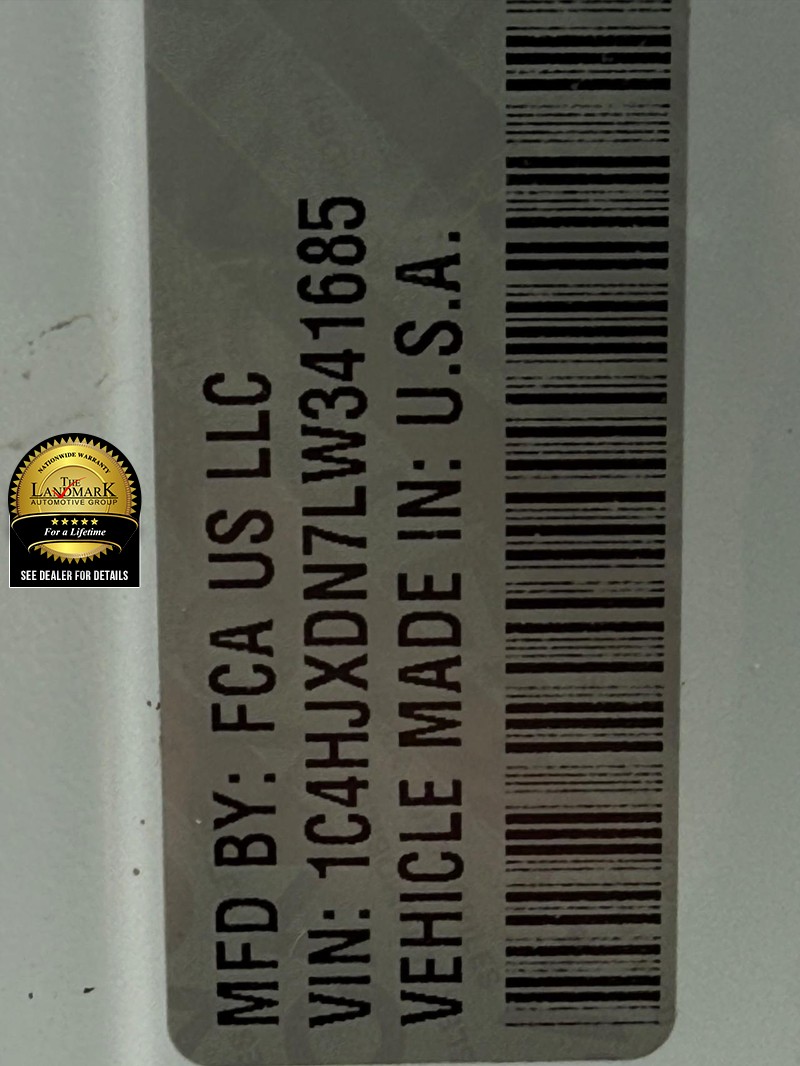 MFD BY: FCA US LLC
VIN: 1C4HJXDN7LW341685
VEHICLE MADE IN: U.S.A.
NATIONWIDE WARRANTY
THE
LANDMARK
AUTOMOTIVE GROUP
For a Lifetime
SEE DEALER FOR DETAILS